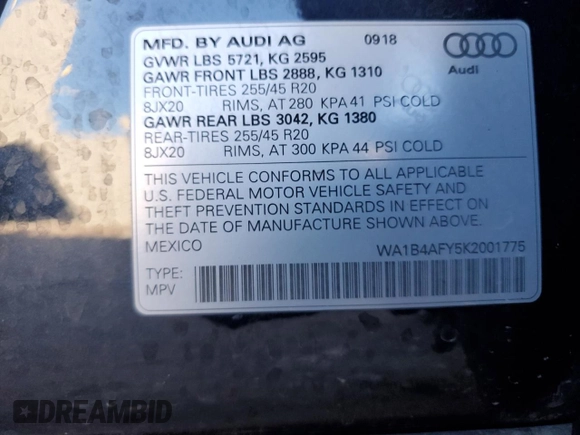 MFD. BY AUDI AG 0918
GVWR LBS 5721, KG 2595
GAWR FRONT LBS 2888, KG 1310
FRONT-TIRES 255/45 R20
8JX20 RIMS, AT 280 KPA 41 PSI COLD
GAWR REAR LBS 3042, KG 1380
REAR-TIRES 255/45 R20
8JX20 RIMS, AT 300 KPA 44 PSI COLD
Audi
THIS VEHICLE CONFORMS TO ALL APPLICABLE
U.S. FEDERAL MOTOR VEHICLE SAFETY AND
THEFT PREVENTION STANDARDS IN EFFECT ON
THE DATE OF MANUFACTURE SHOWN ABOVE.
MEXICO WA1B4AFY5K2001775
TYPE:
MPV
DREAMBID